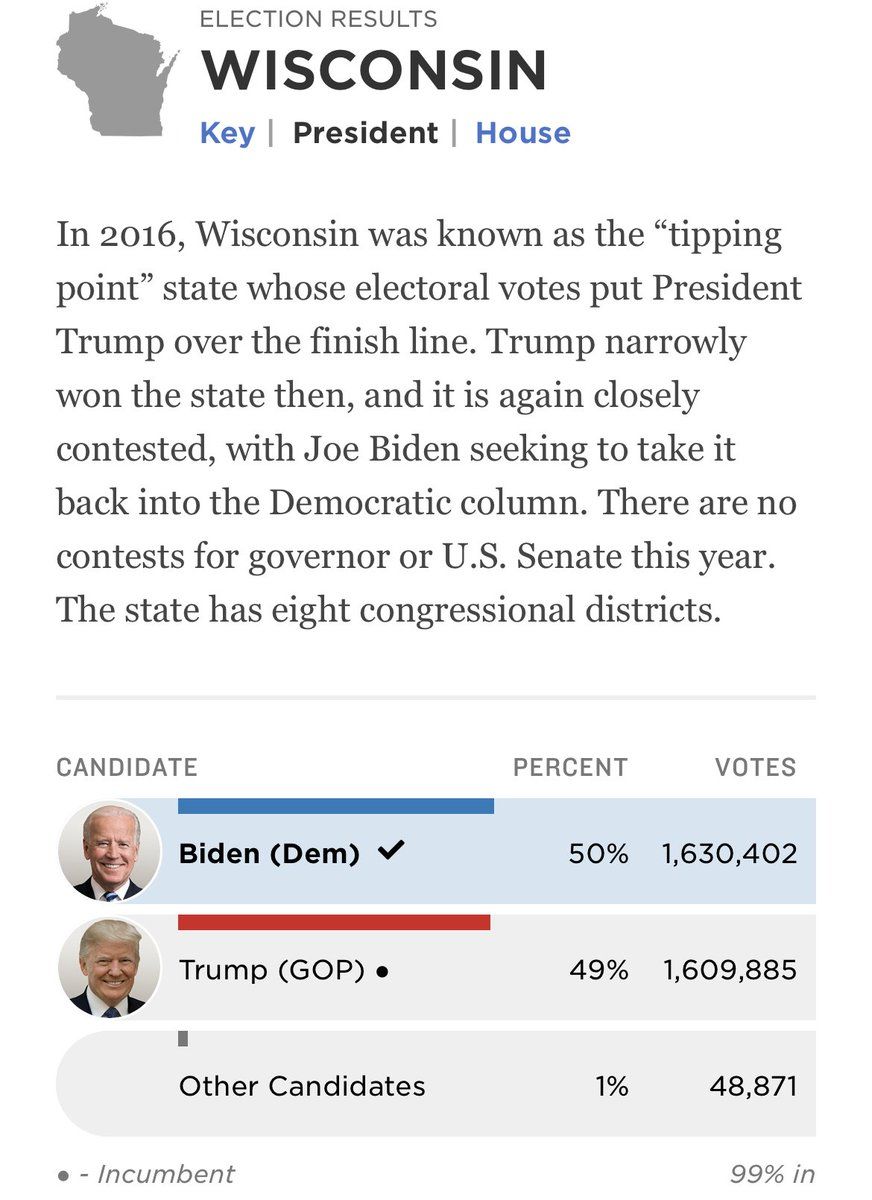 ELECTION RESULTS
WISCONSIN
Key | President | House
In 2016, Wisconsin was known as the “tipping
point” state whose electoral votes put President
Trump over the finish line. Trump narrowly
won the state then, and it is again closely
contested, with Joe Biden seeking to take it
back into the Democratic column. There are no
contests for governor or U.S. Senate this year.
The state has eight congressional districts.
CANDIDATE PERCENT VOTES
Biden (Dem) ✔ 50% 1,630,402
Trump (GOP) ● 49% 1,609,885
Other Candidates 1% 48,871
● - Incumbent 99% in